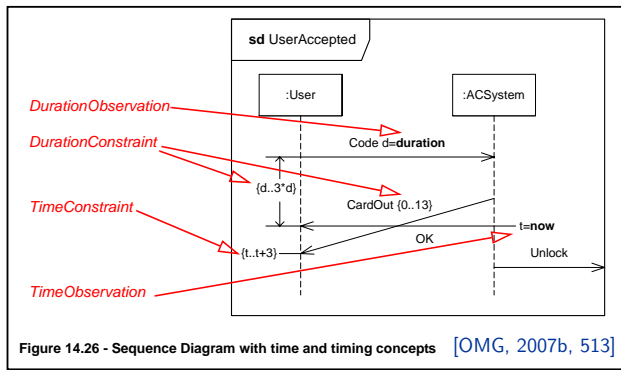 sd UserAccepted
:User
:ACSystem
DurationObservation
Code d=duration
DurationConstraint
{d..3*d}
CardOut {0..13}
TimeConstraint
t=now
OK
{t..t+3}
Unlock
TimeObservation
Figure 14.26 - Sequence Diagram with time and timing concepts [OMG, 2007b, 513]